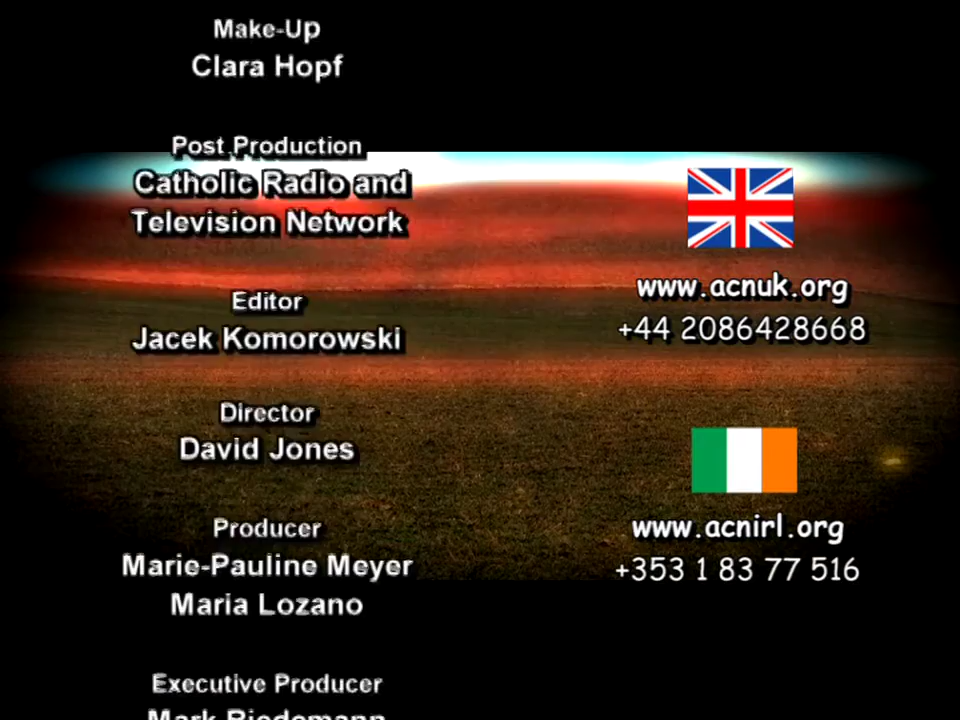 Make-Up
Clara Hopf
Post Production
Catholic Radio and
Television Network
Editor
Jacek Komorowski
Director
David Jones
Producer
Marie-Pauline Meyer
Maria Lozano
Executive Producer
Mark Riedemann
www.acnuk.org
+44 2086428668
www.acnirl.org
+353 1 83 77 516